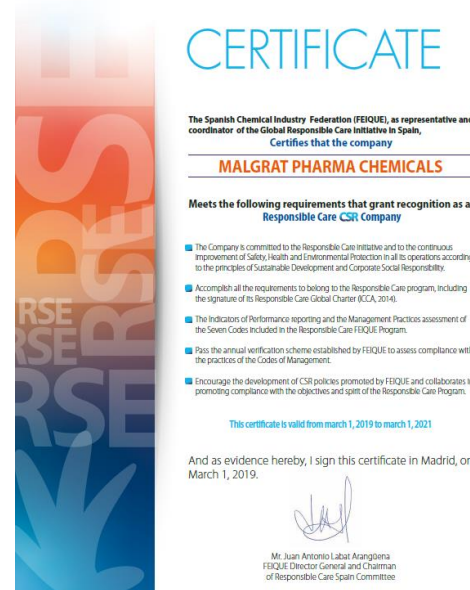 CERTIFICATE
The Spanish Chemical Industry Federation (FEIQUE), as representative and
coordinator of the Global Responsible Care Initiative in Spain,
Certifies that the company
MALGRAT PHARMA CHEMICALS
Meets the following requirements that grant recognition as a
Responsible Care CSR Company
The Company is committed to the Responsible Care Initiative and to the continuous
improvement of Safety, Health and Environmental Protection in all its operations according
to the principles of Sustainable Development and Corporate Social Responsibility.
Accomplish all the requirements to belong to the Responsible Care program, including
the signature of its Responsible Care Global Charter (ICCA, 2014).
The Indicators of Performance reporting and the Management Practices assessment of
the Seven Codes included in the Responsible Care FEIQUE Program.
Pass the annual verification scheme established by FEIQUE to assess compliance with
the practices of the Codes of Management.
Encourage the development of CSR policies promoted by FEIQUE and collaborates in
promoting compliance with the objectives and spirit of the Responsible Care Program.
This certificate is valid from march 1, 2019 to march 1, 2021
And as evidence hereby, I sign this certificate in Madrid, on
March 1, 2019.
Mr. Juan Antonio Labat Arangüena
FEIQUE Director General and Chairman
of Responsible Care Spain Committee
RSE
RSE
RSE
RSE
RSE